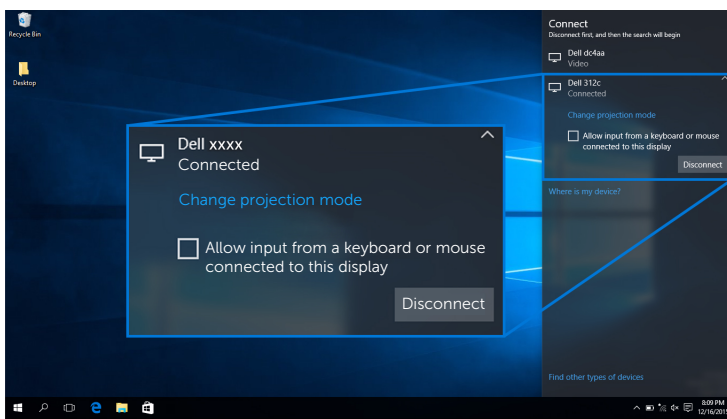 Recycle Bin
Desktop
Dell xxxx
Connected
Change projection mode
Allow input from a keyboard or mouse
connected to this display
Disconnect
Connect
Disconnect first, and then the search will begin
Dell dc4aa
Video
Dell 312c
Connected
Change projection mode
Allow input from a keyboard or mouse
connected to this display
Disconnect
Where is my device?
Find other types of devices
8:09 PM